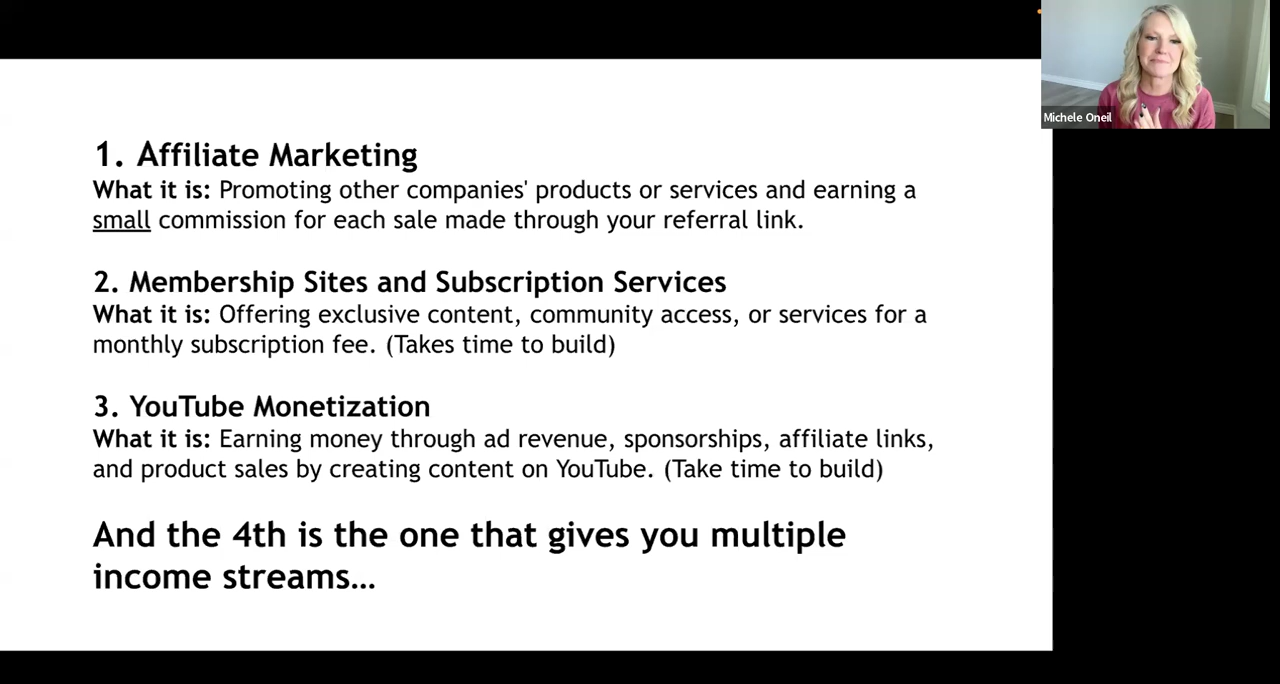 Michele Oneil
1. Affiliate Marketing
What it is: Promoting other companies' products or services and earning a
small commission for each sale made through your referral link.
2. Membership Sites and Subscription Services
What it is: Offering exclusive content, community access, or services for a
monthly subscription fee. (Takes time to build)
3. YouTube Monetization
What it is: Earning money through ad revenue, sponsorships, affiliate links,
and product sales by creating content on YouTube. (Take time to build)
And the 4th is the one that gives you multiple
income streams…